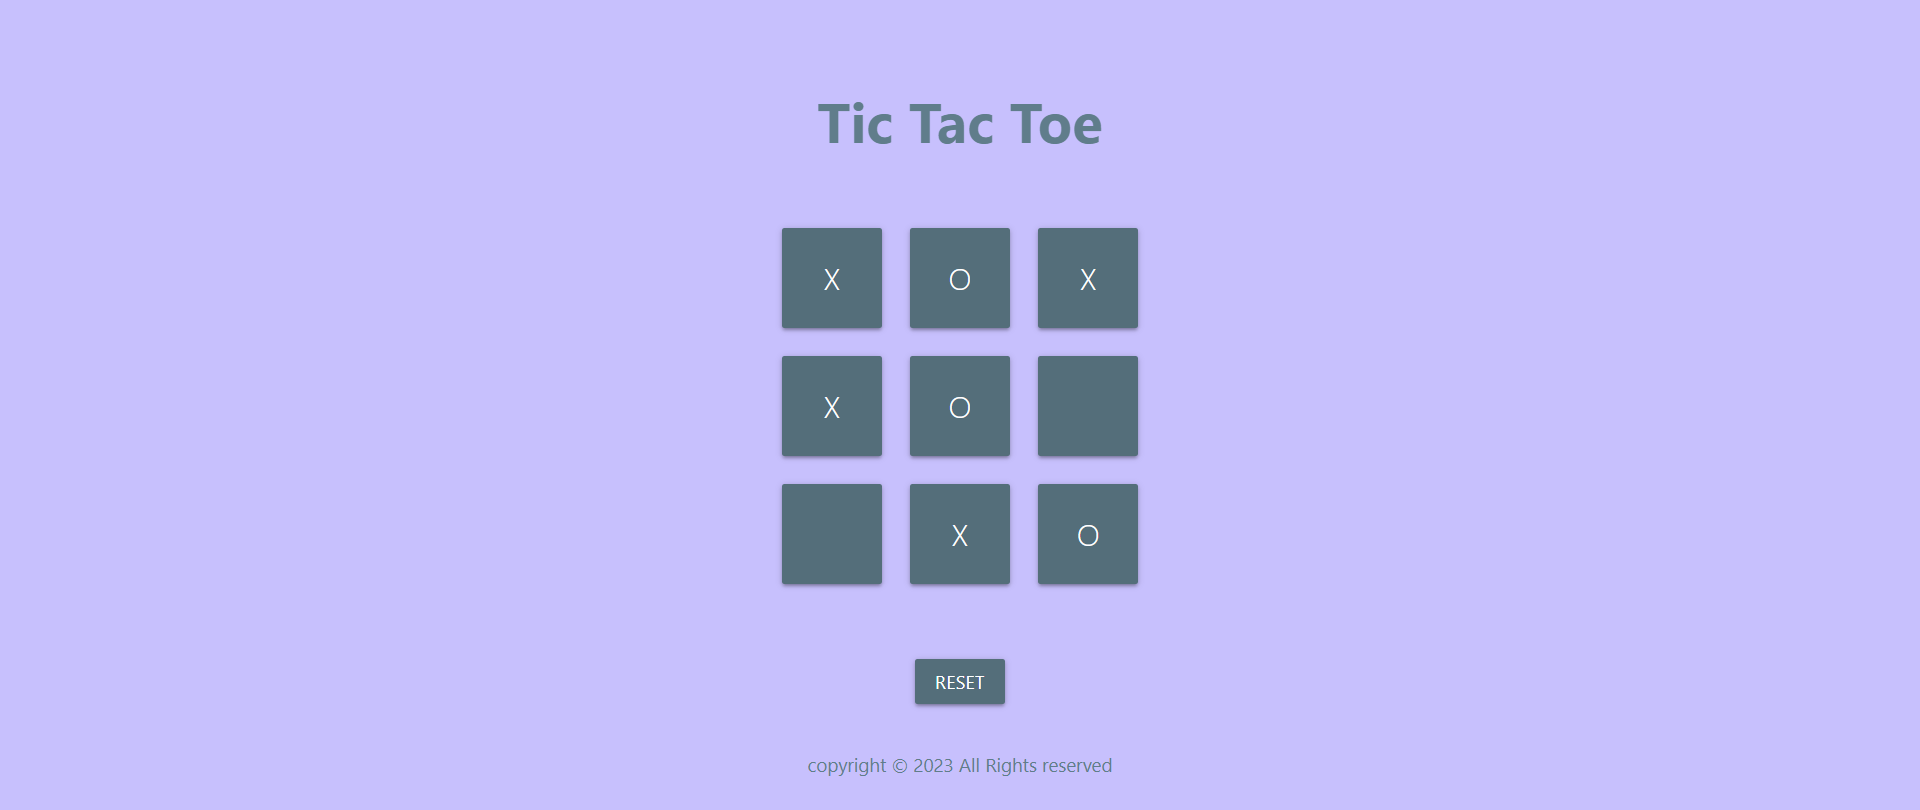 Tic Tac Toe
X O X
X O
X O
RESET
copyright © 2023 All Rights reserved